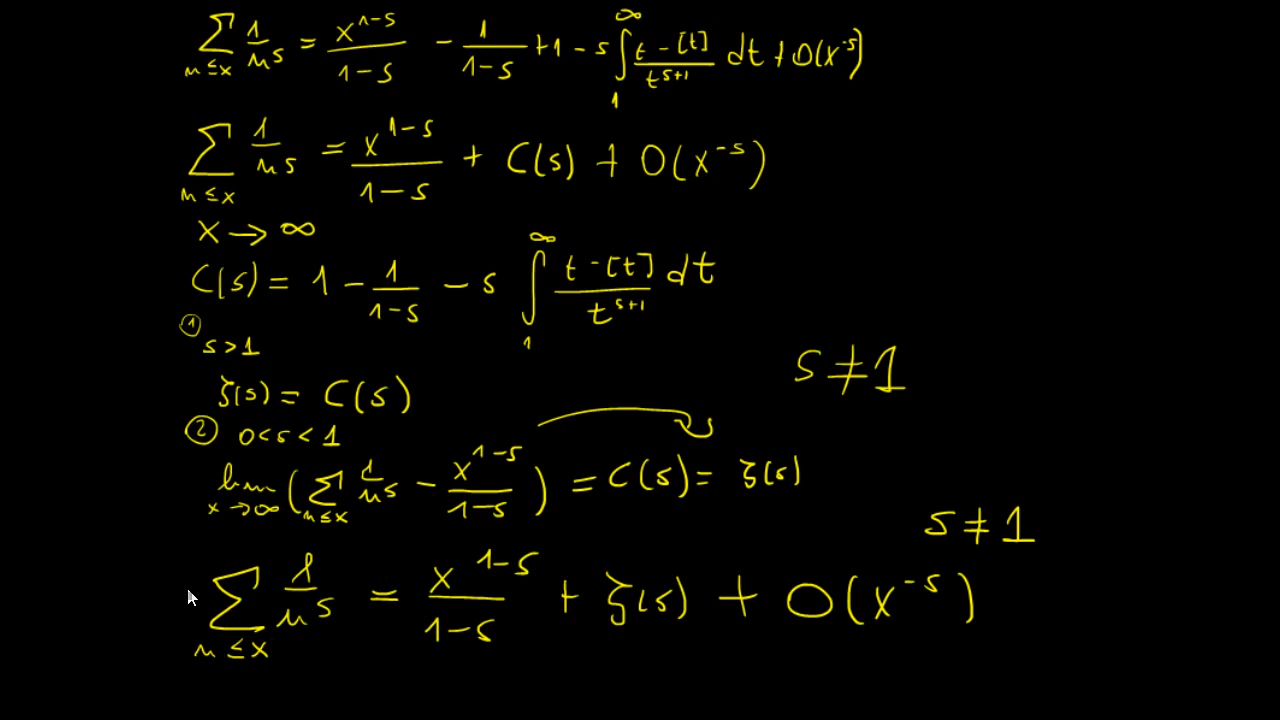 ∑_{n≤x} 1/n^s = x^{1-s}/(1-s) - 1/(1-s) + 1 - s ∫_1^∞ (t-[t])/t^{s+1} dt + O(x^{-s})
∑_{n≤x} 1/n^s = x^{1-s}/(1-s) + C(s) + O(x^{-s})
x → ∞
C(s) = 1 - 1/(1-s) - s ∫_1^∞ (t-[t])/t^{s+1} dt
① s>1
s ≠ 1
ζ(s) = C(s)
② 0<s<1
lim_{x→∞} (∑_{n≤x} 1/n^s - x^{1-s}/(1-s)) = C(s) = ζ(s)
s ≠ 1
∑_{n≤x} 1/n^s = x^{1-s}/(1-s) + ζ(s) + O(x^{-s})